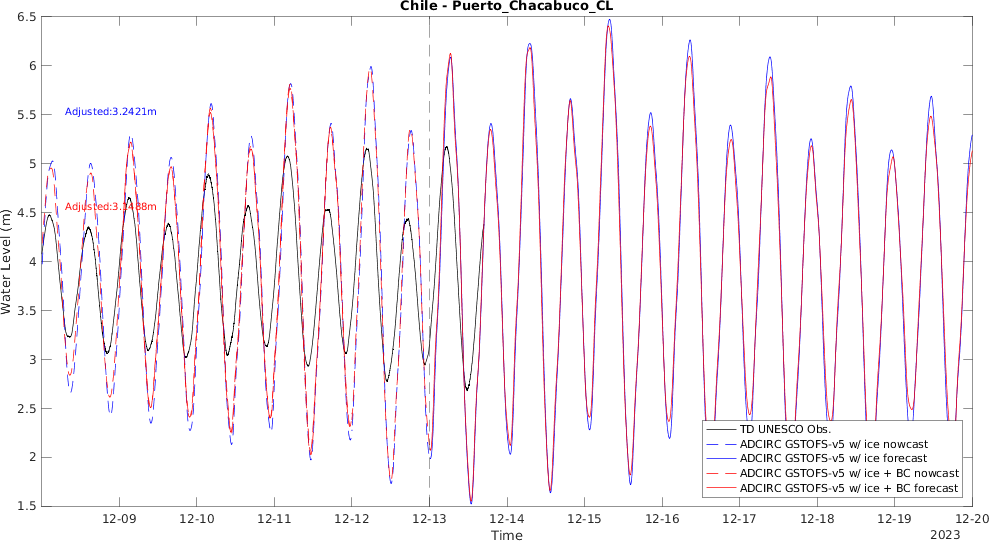 Chile - Puerto_Chacabuco_CL
6.5
6
5.5
5
4.5
4
3.5
3
2.5
2
1.5
Water Level (m)
Adjusted:3.2421m
TD UNESCO Obs.
ADCIRC GSTOFS-v5 w/ ice nowcast
ADCIRC GSTOFS-v5 w/ ice forecast
ADCIRC GSTOFS-v5 w/ ice + BC nowcast
ADCIRC GSTOFS-v5 w/ ice + BC forecast
12-09 12-10 12-11 12-12 12-13 12-14 12-15 12-16 12-17 12-18 12-19 12-20
Time
2023